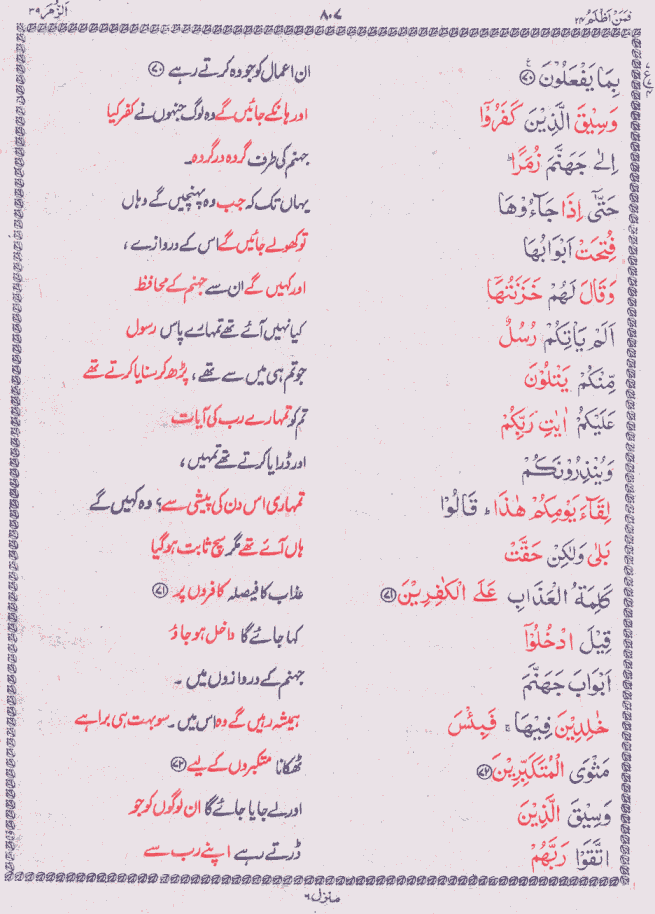 فَمَنْ اَظْلَمُ ۲۴ ۸۰۷ اَلزُّمَر ۳۹
بِمَا يَفْعَلُوْنَ ﴿۷۰﴾ ان اعمال کو جو وہ کرتے رہے ﴿۷۰﴾
وَسِيْقَ الَّذِيْنَ كَفَرُوْۤا اور ہانکے جائیں گے وہ لوگ جنہوں نے کفر کیا
اِلٰى جَهَنَّمَ زُمَرًا ؕ جہنم کی طرف گروہ در گروہ۔
حَتّٰۤى اِذَا جَآءُوْهَا یہاں تک کہ جب وہ پہنچیں گے وہاں
فُتِحَتْ اَبْوَابُهَا تو کھولے جائیں گے اس کے دروازے ،
وَقَالَ لَهُمْ خَزَنَتُهَاۤ اور کہیں گے ان سے جہنم کے محافظ
اَلَمْ يَاْتِكُمْ رُسُلٌ کیا نہیں آئے تھے تمہارے پاس رسول
مِّنْكُمْ يَتْلُوْنَ جو تم ہی میں سے تھے ، پڑھ کر سنایا کرتے تھے
عَلَيْكُمْ اٰيٰتِ رَبِّكُمْ تم کو تمہارے رب کی آیات
وَيُنْذِرُوْنَكُمْ اور ڈرایا کرتے تھے تمہیں ،
لِقَآءَ يَوْمِكُمْ هٰذَا ؕ قَالُوْا تمہاری اس دن کی پیشی سے ؟ وہ کہیں گے
بَلٰى وَلٰكِنْ حَقَّتْ ہاں آئے تھے مگر سچ ثابت ہو گیا
كَلِمَةُ الْعَذَابِ عَلَى الْكٰفِرِيْنَ ﴿۷۱﴾ عذاب کا فیصلہ کافروں پر ﴿۷۱﴾
قِيْلَ ادْخُلُوْۤا کہا جائے گا داخل ہو جاؤ
اَبْوَابَ جَهَنَّمَ جہنم کے دروازوں میں ۔
خٰلِدِيْنَ فِيْهَا ۚ فَبِئْسَ ہمیشہ رہیں گے وہ اس میں ۔ سو بہت ہی برا ہے
مَثْوَى الْمُتَكَبِّرِيْنَ ﴿۷۲﴾ ٹھکانا متکبروں کے لیے ﴿۷۲﴾
وَسِيْقَ الَّذِيْنَ اور لے جایا جائے گا ان لوگوں کو جو
اتَّقَوْا رَبَّهُمْ ڈرتے رہے اپنے رب سے
منزل ۶